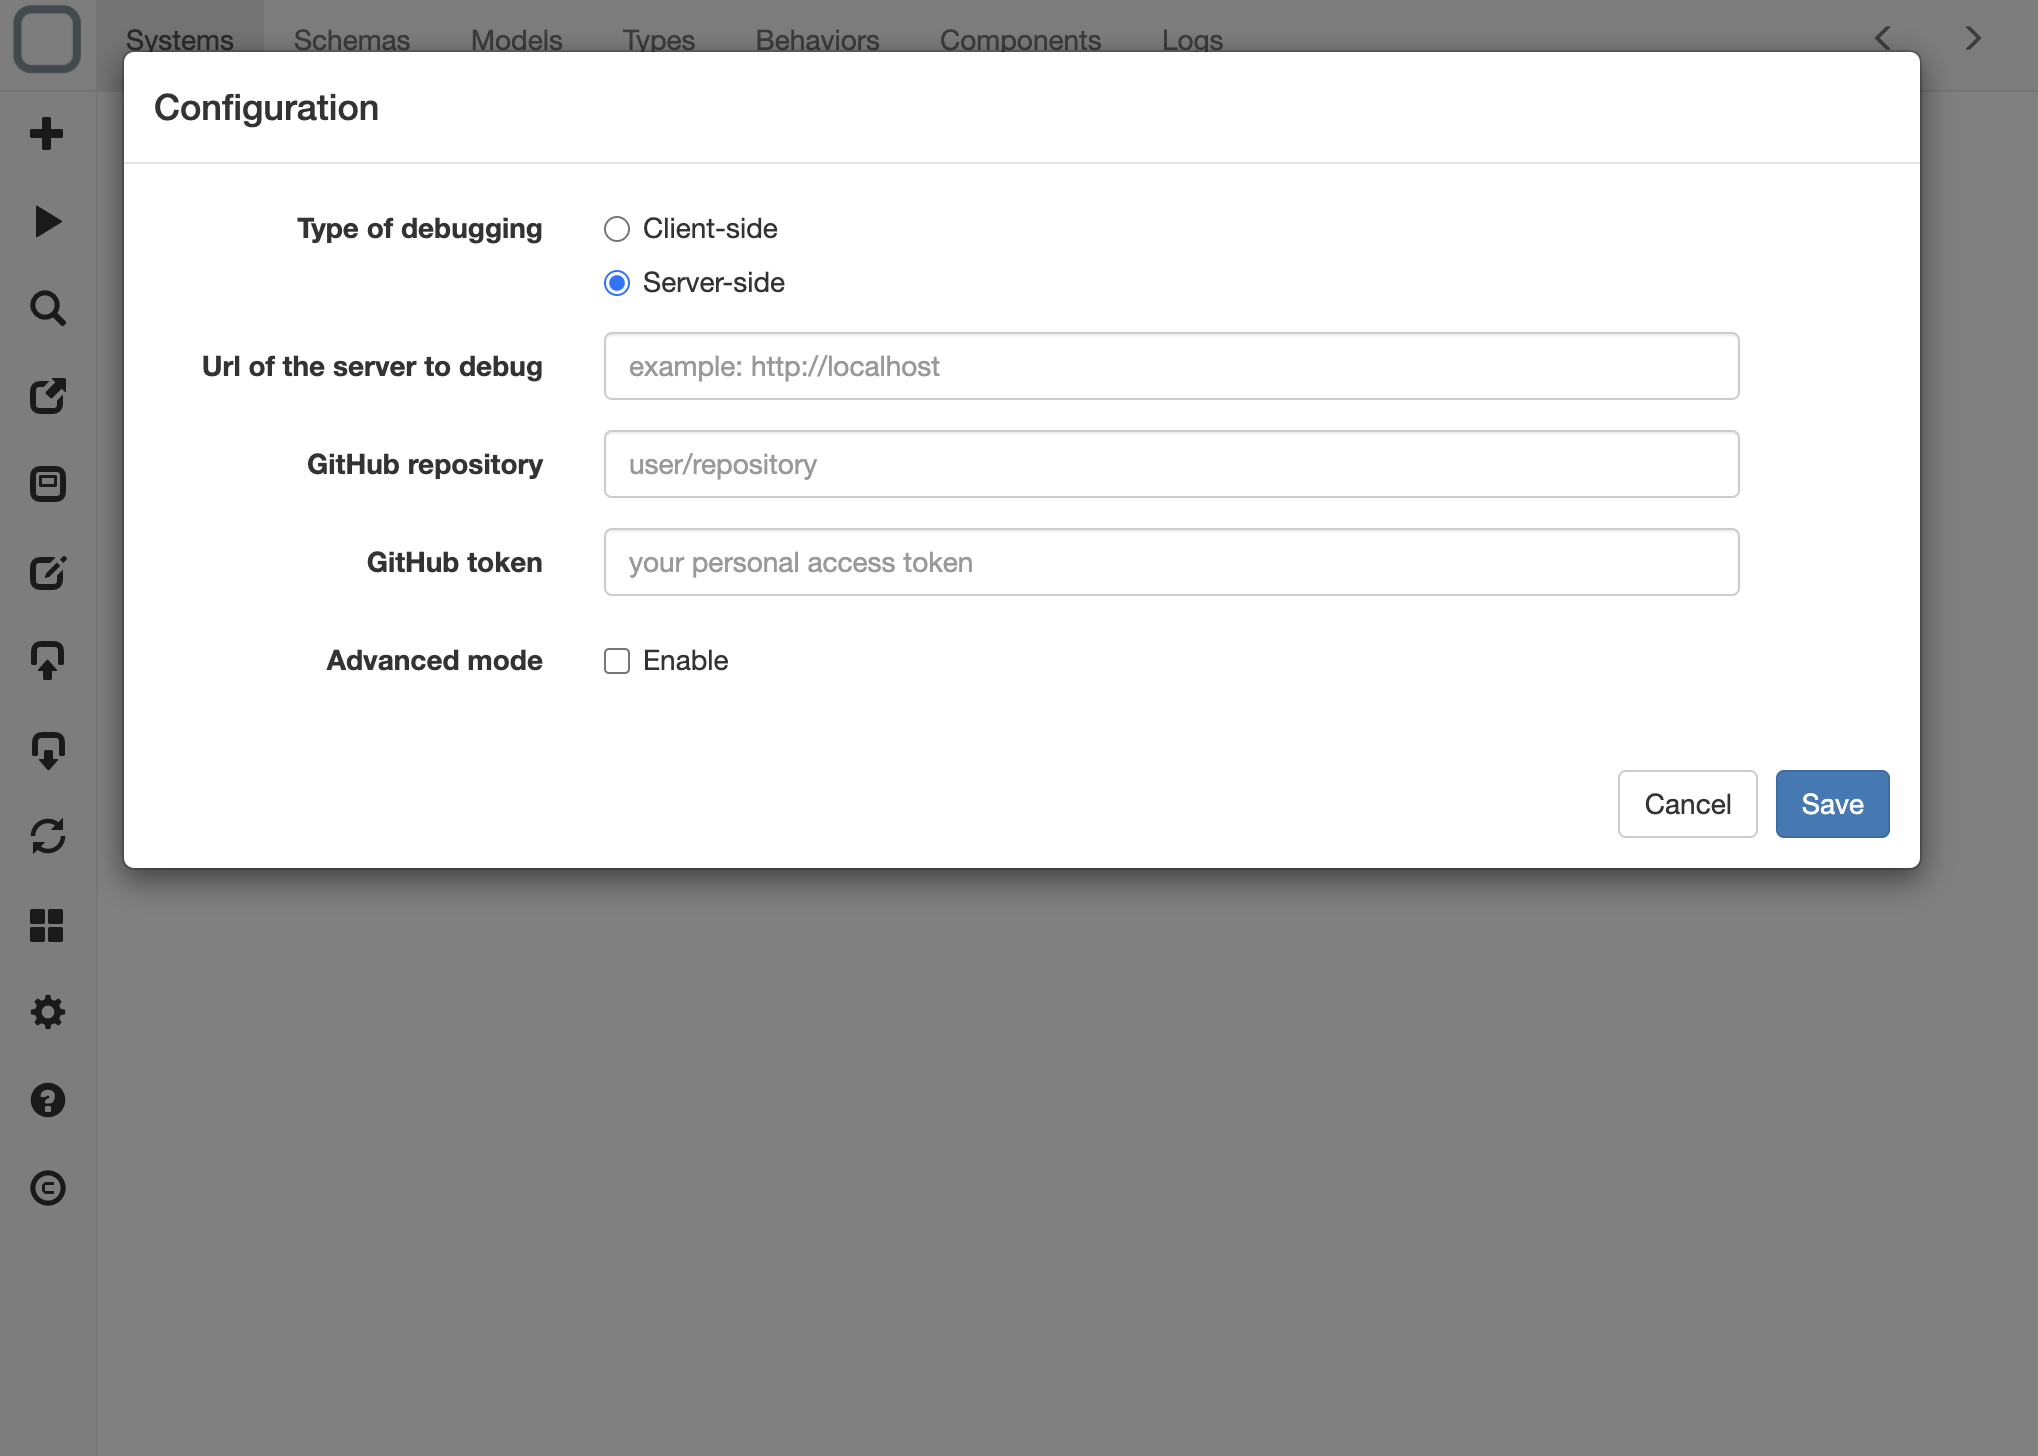 Systems Schemas Models Types Behaviors Components Logs
Configuration
Type of debugging Client-side
Server-side
Url of the server to debug example: http://localhost
GitHub repository user/repository
GitHub token your personal access token
Advanced mode Enable
Cancel Save